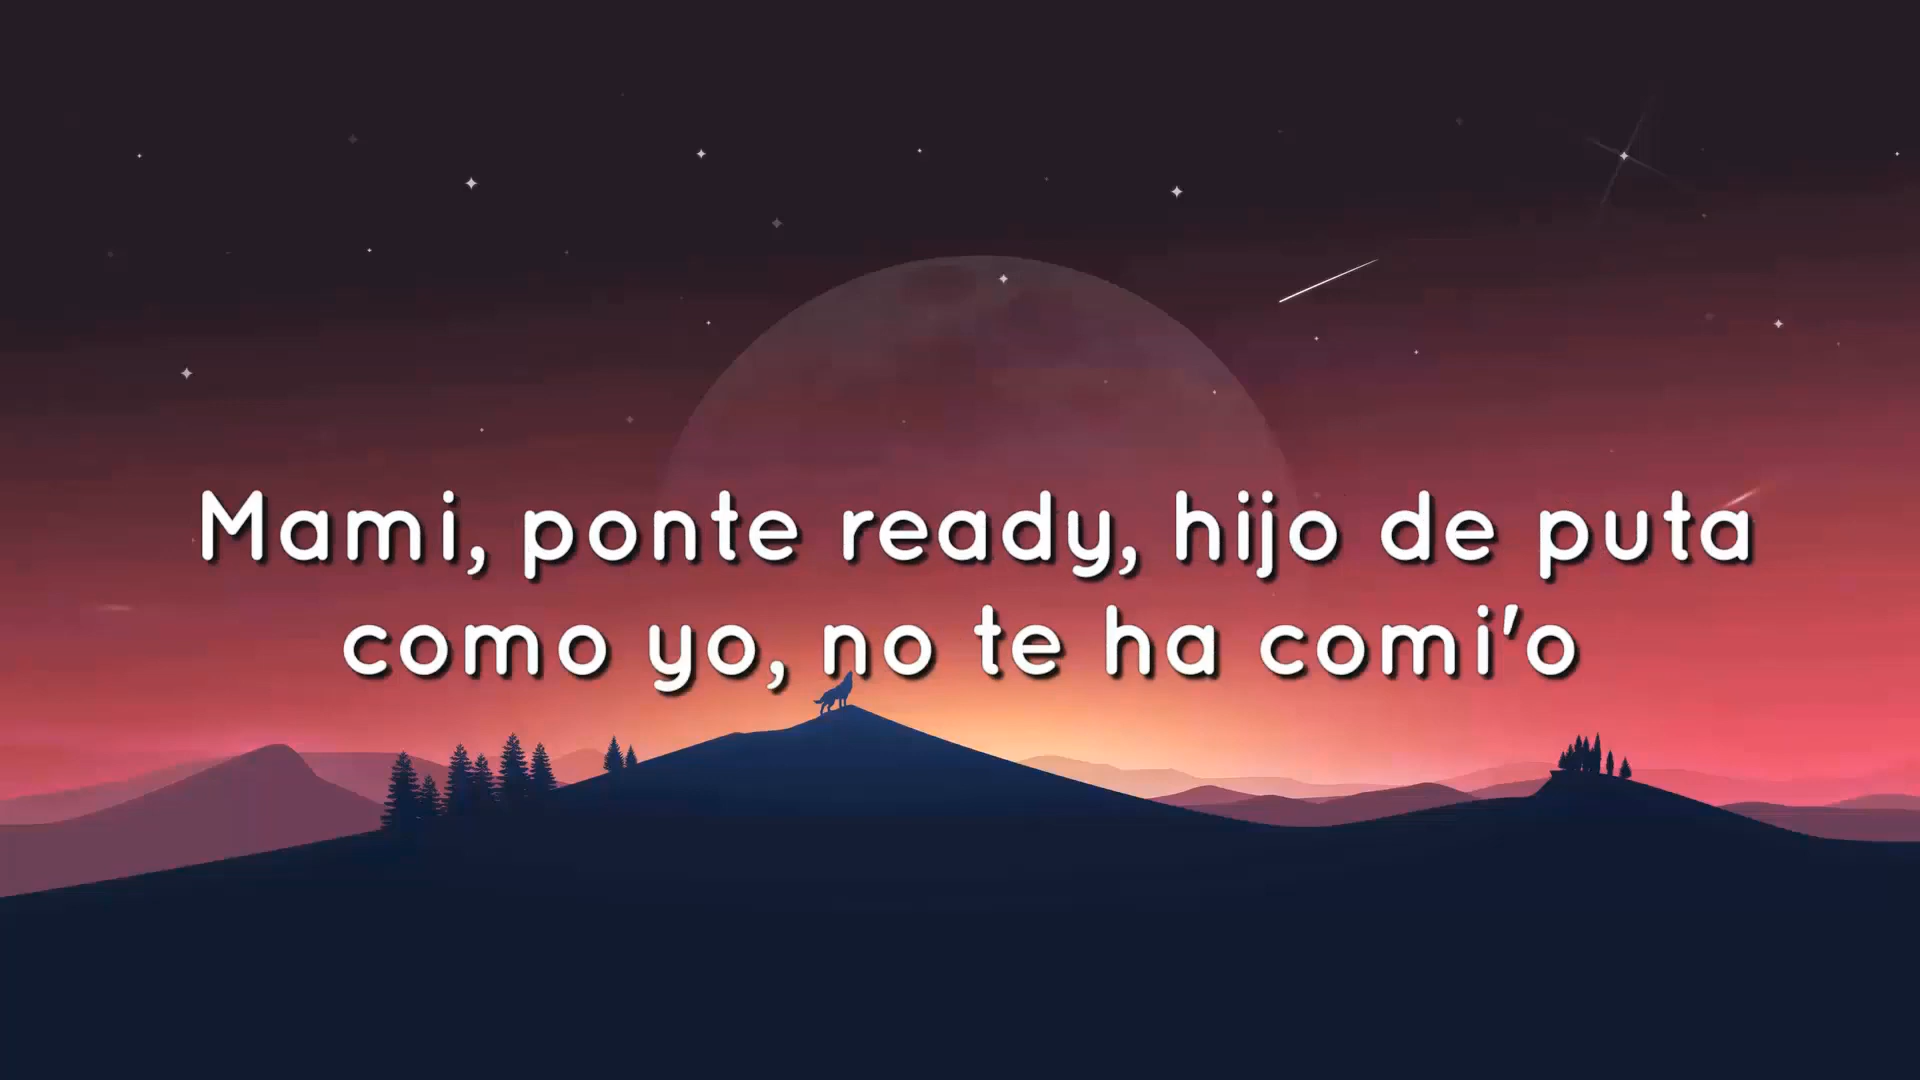 Mami, ponte ready, hijo de puta
como yo, no te ha comi'o